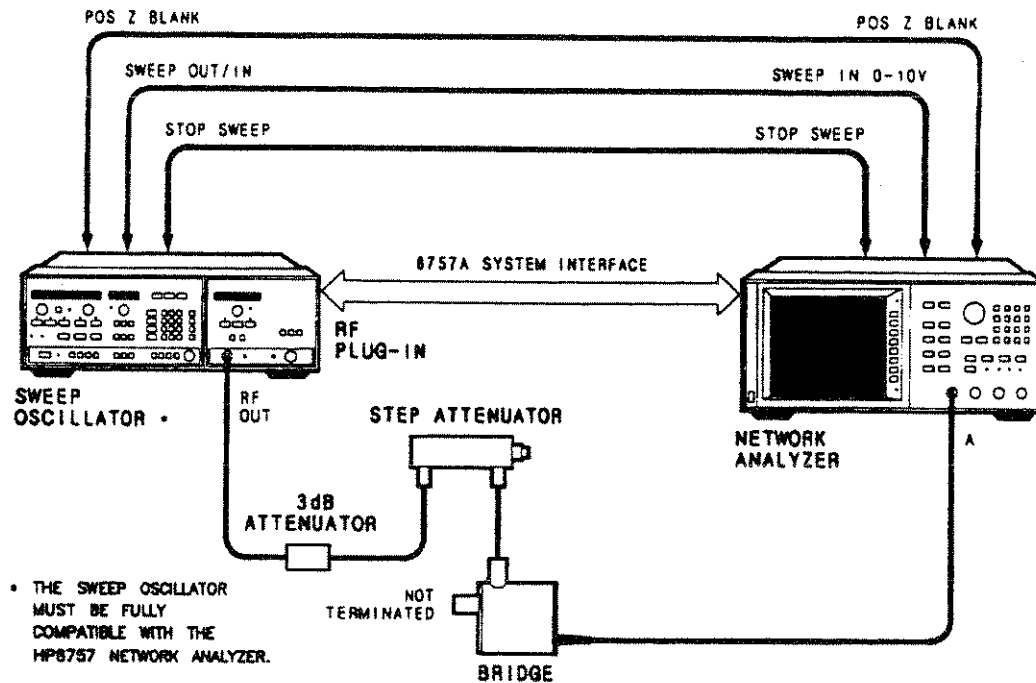 POS Z BLANK
POS Z BLANK
SWEEP OUT/IN
SWEEP IN 0-10V
STOP SWEEP
STOP SWEEP
8757A SYSTEM INTERFACE
RF
PLUG-IN
SWEEP
OSCILLATOR *
RF
OUT
STEP ATTENUATOR
NETWORK
ANALYZER
A
3dB
ATTENUATOR
NOT
TERMINATED
BRIDGE
* THE SWEEP OSCILLATOR
MUST BE FULLY
COMPATIBLE WITH THE
HP8757 NETWORK ANALYZER.